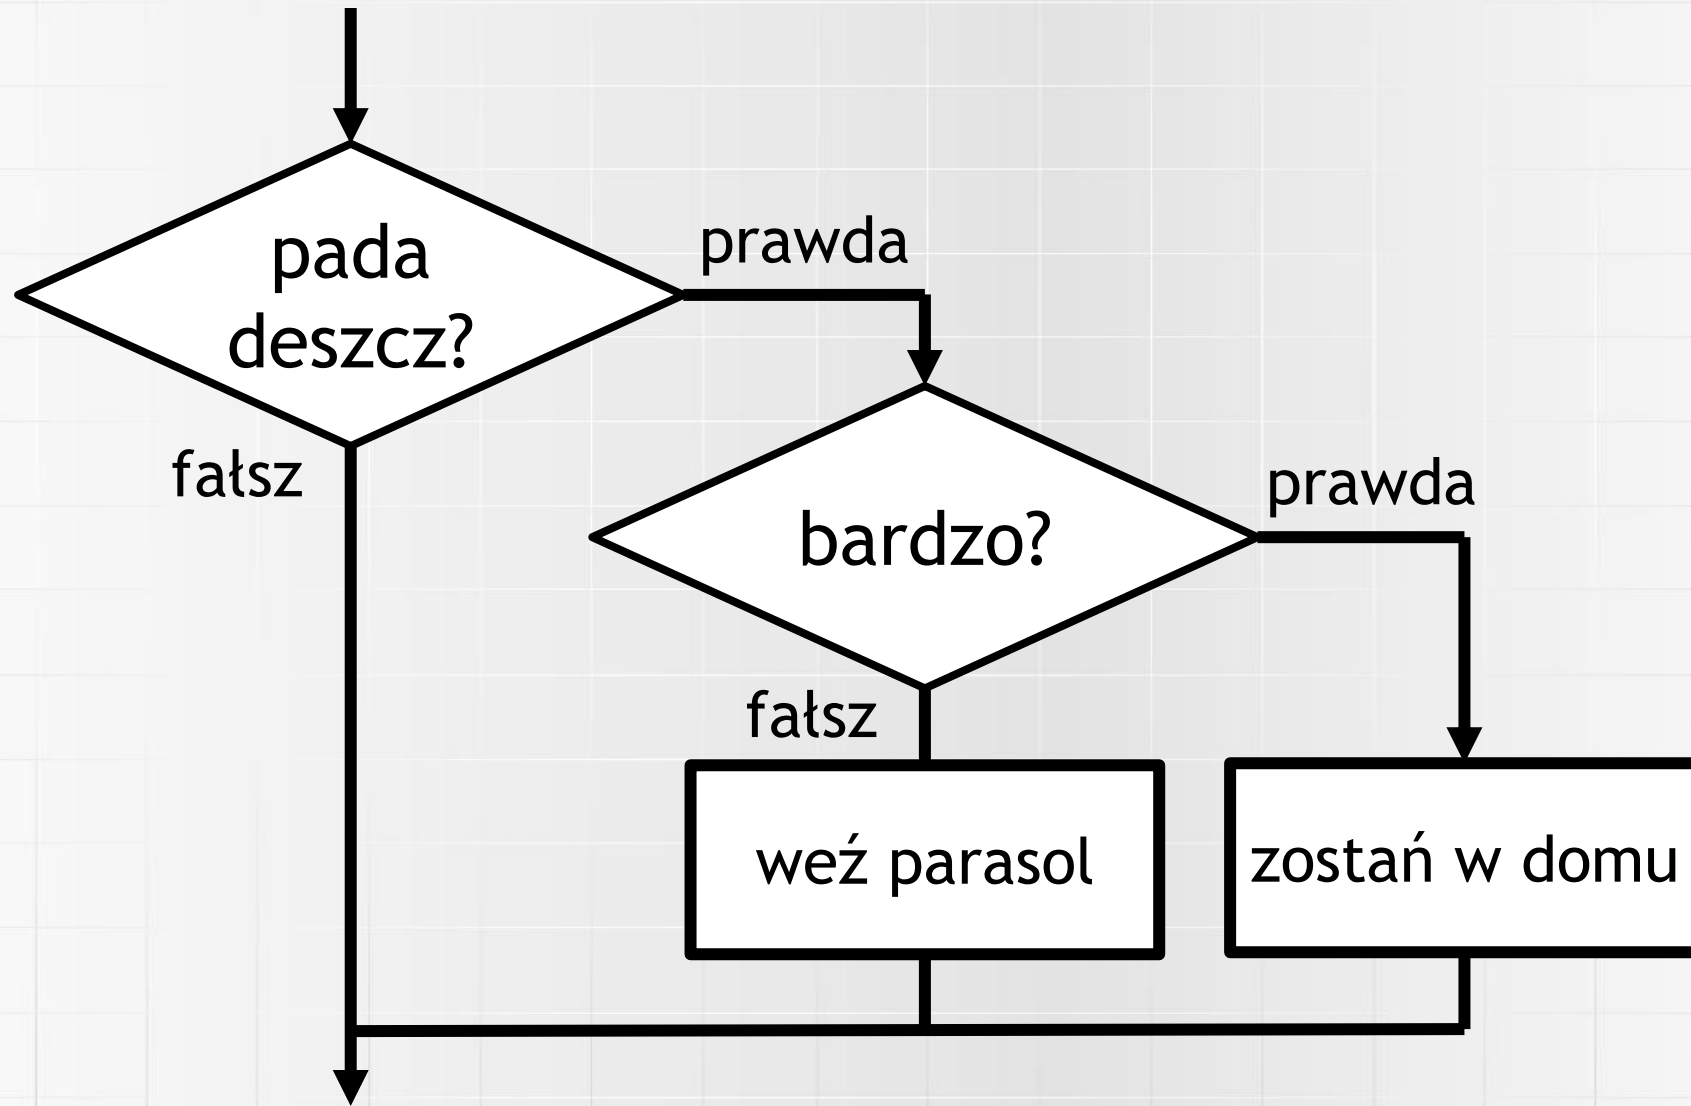 pada
deszcz?
prawda
fałsz
bardzo?
prawda
fałsz
weź parasol
zostań w domu